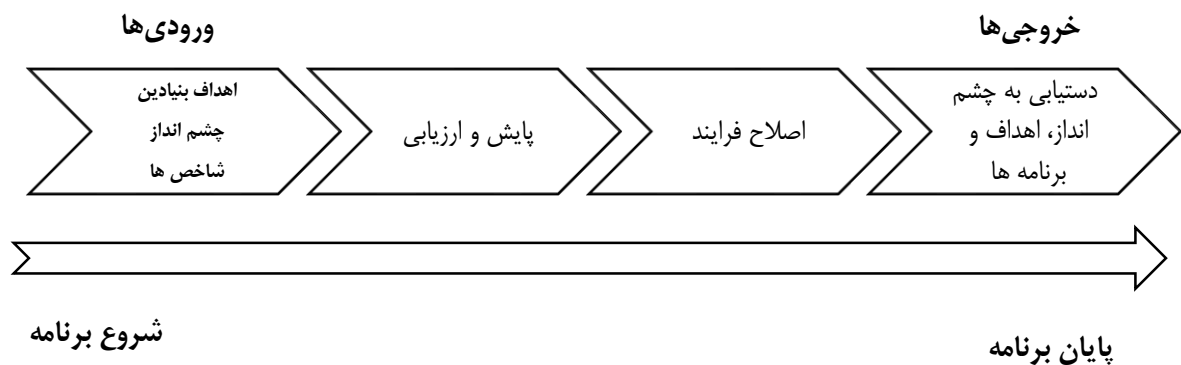 ورودی‌ها
خروجی‌ها
اهداف بنیادین
چشم انداز
شاخص ها
پایش و ارزیابی
اصلاح فرایند
دستیابی به چشم
انداز، اهداف و
برنامه ها
شروع برنامه
پایان برنامه